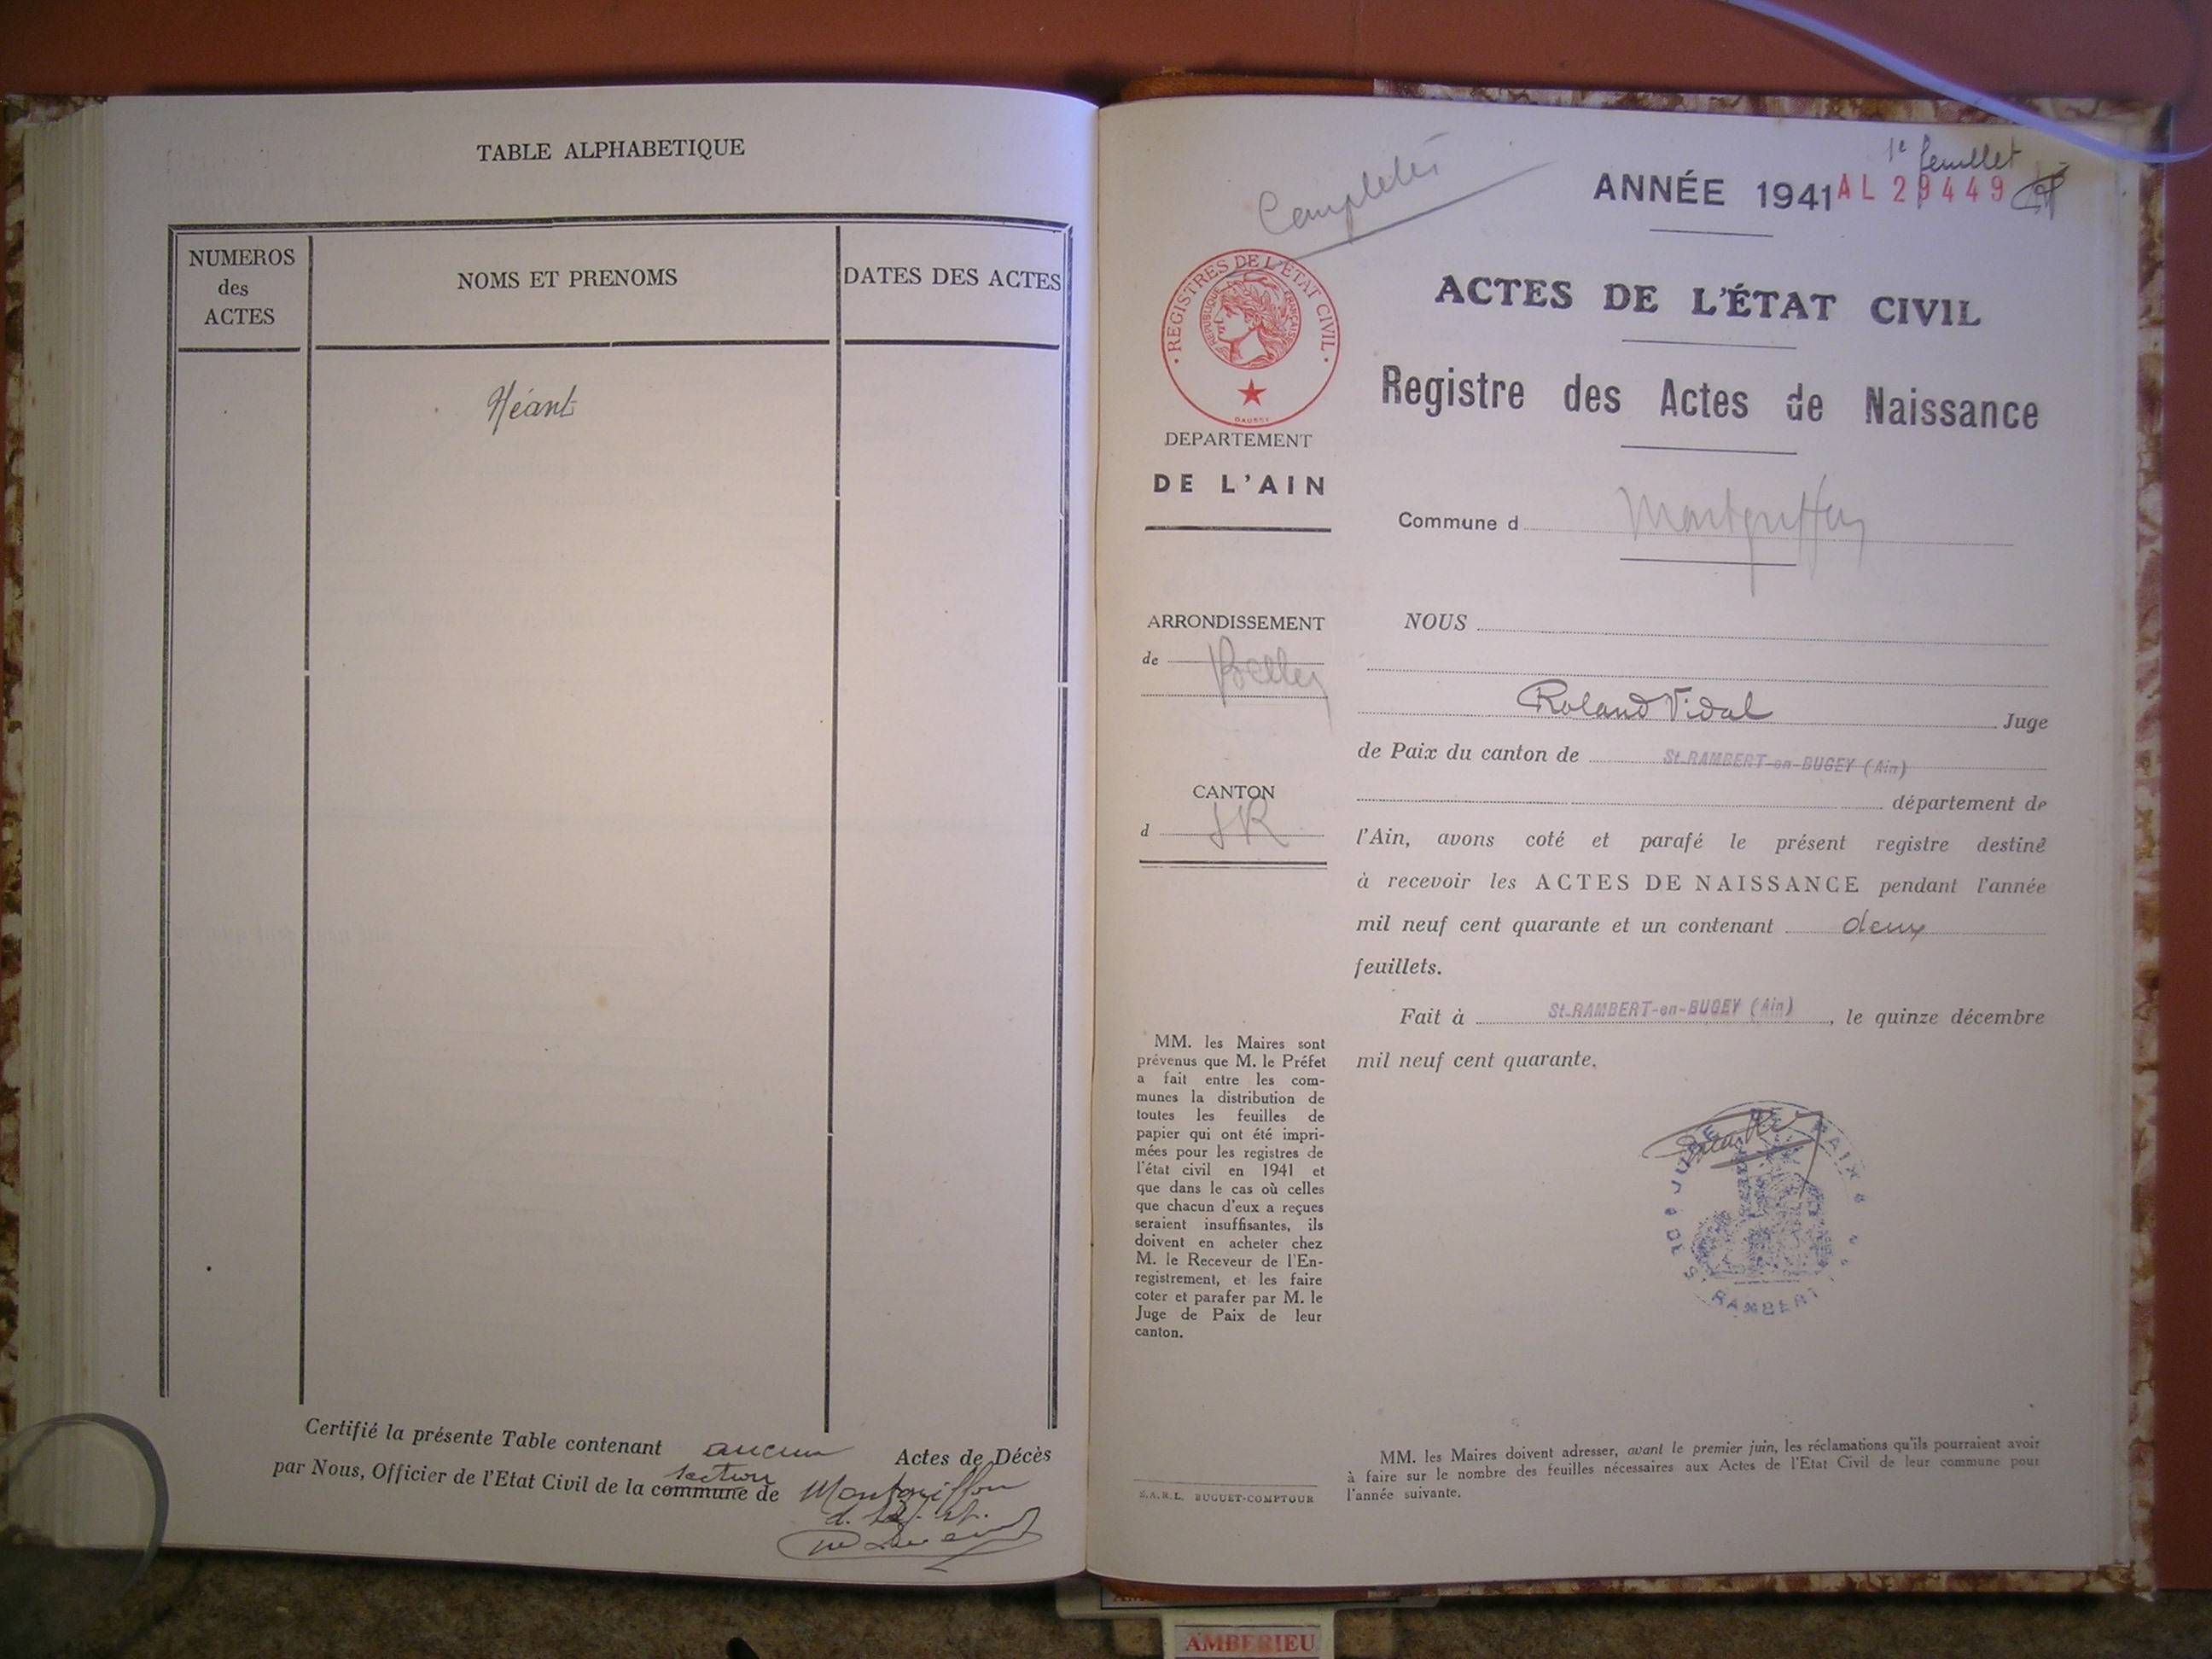 TABLE ALPHABETIQUE
NUMEROS
des
ACTES
NOMS ET PRENOMS
DATES DES ACTES
Néant
Certifié la présente Table contenant aucun Actes de Décès
section
par Nous, Officier de l'Etat Civil de la commune de Montgriffon
Completés
1e feuillet
ANNÉE 1941 AL 29449
REGISTRES DE L'ÉTAT CIVIL
REPUBLIQUE FRANÇAISE
DAUSSY
ACTES DE L'ÉTAT CIVIL
Registre des Actes de Naissance
DEPARTEMENT
DE L'AIN
Commune d Montgriffon
ARRONDISSEMENT
de Belley
CANTON
d SR
NOUS
Roland Vidal Juge
de Paix du canton de St-RAMBERT-en-BUGEY (Ain)
département de
l'Ain, avons coté et parafé le présent registre destiné
à recevoir les ACTES DE NAISSANCE pendant l'année
mil neuf cent quarante et un contenant deux
feuillets.
Fait à St-RAMBERT-en-BUGEY (Ain), le quinze décembre
mil neuf cent quarante.
MM. les Maires sont
prévenus que M. le Préfet
a fait entre les com-
munes la distribution de
toutes les feuilles de
papier qui ont été impri-
mées pour les registres de
l'état civil en 1941 et
que dans le cas où celles
que chacun d'eux a reçues
seraient insuffisantes, ils
doivent en acheter chez
M. le Receveur de l'En-
registrement, et les faire
coter et parafer par M. le
Juge de Paix de leur
canton.
JUGE DE PAIX DE St RAMBERT
MM. les Maires doivent adresser, avant le premier juin, les réclamations qu'ils pourraient avoir
à faire sur le nombre des feuilles nécessaires aux Actes de l'Etat Civil de leur commune pour
l'année suivante.
S.A.R.L. BUGUET-COMPTOUR
AMBERIEU